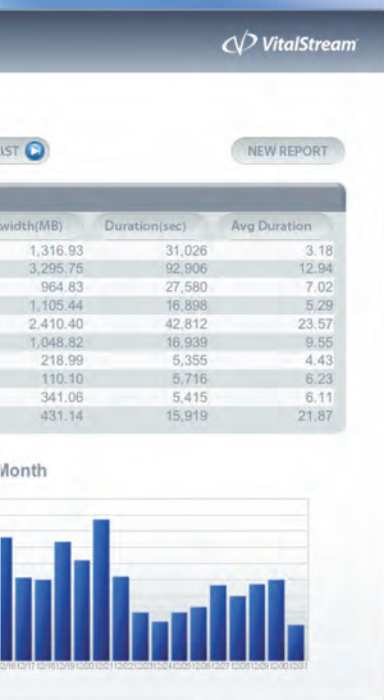 VitalStream
AST
NEW REPORT
width(MB) Duration(sec) Avg Duration
1,316.93 31,026 3.18
3,295.75 92,906 12.94
964.83 27,580 7.02
1,105.44 16,898 5.29
2,410.40 42,812 23.57
1,048.82 16,939 9.55
218.99 5,355 4.43
110.10 5,716 6.23
341.06 5,415 6.11
431.14 15,919 21.87
Month